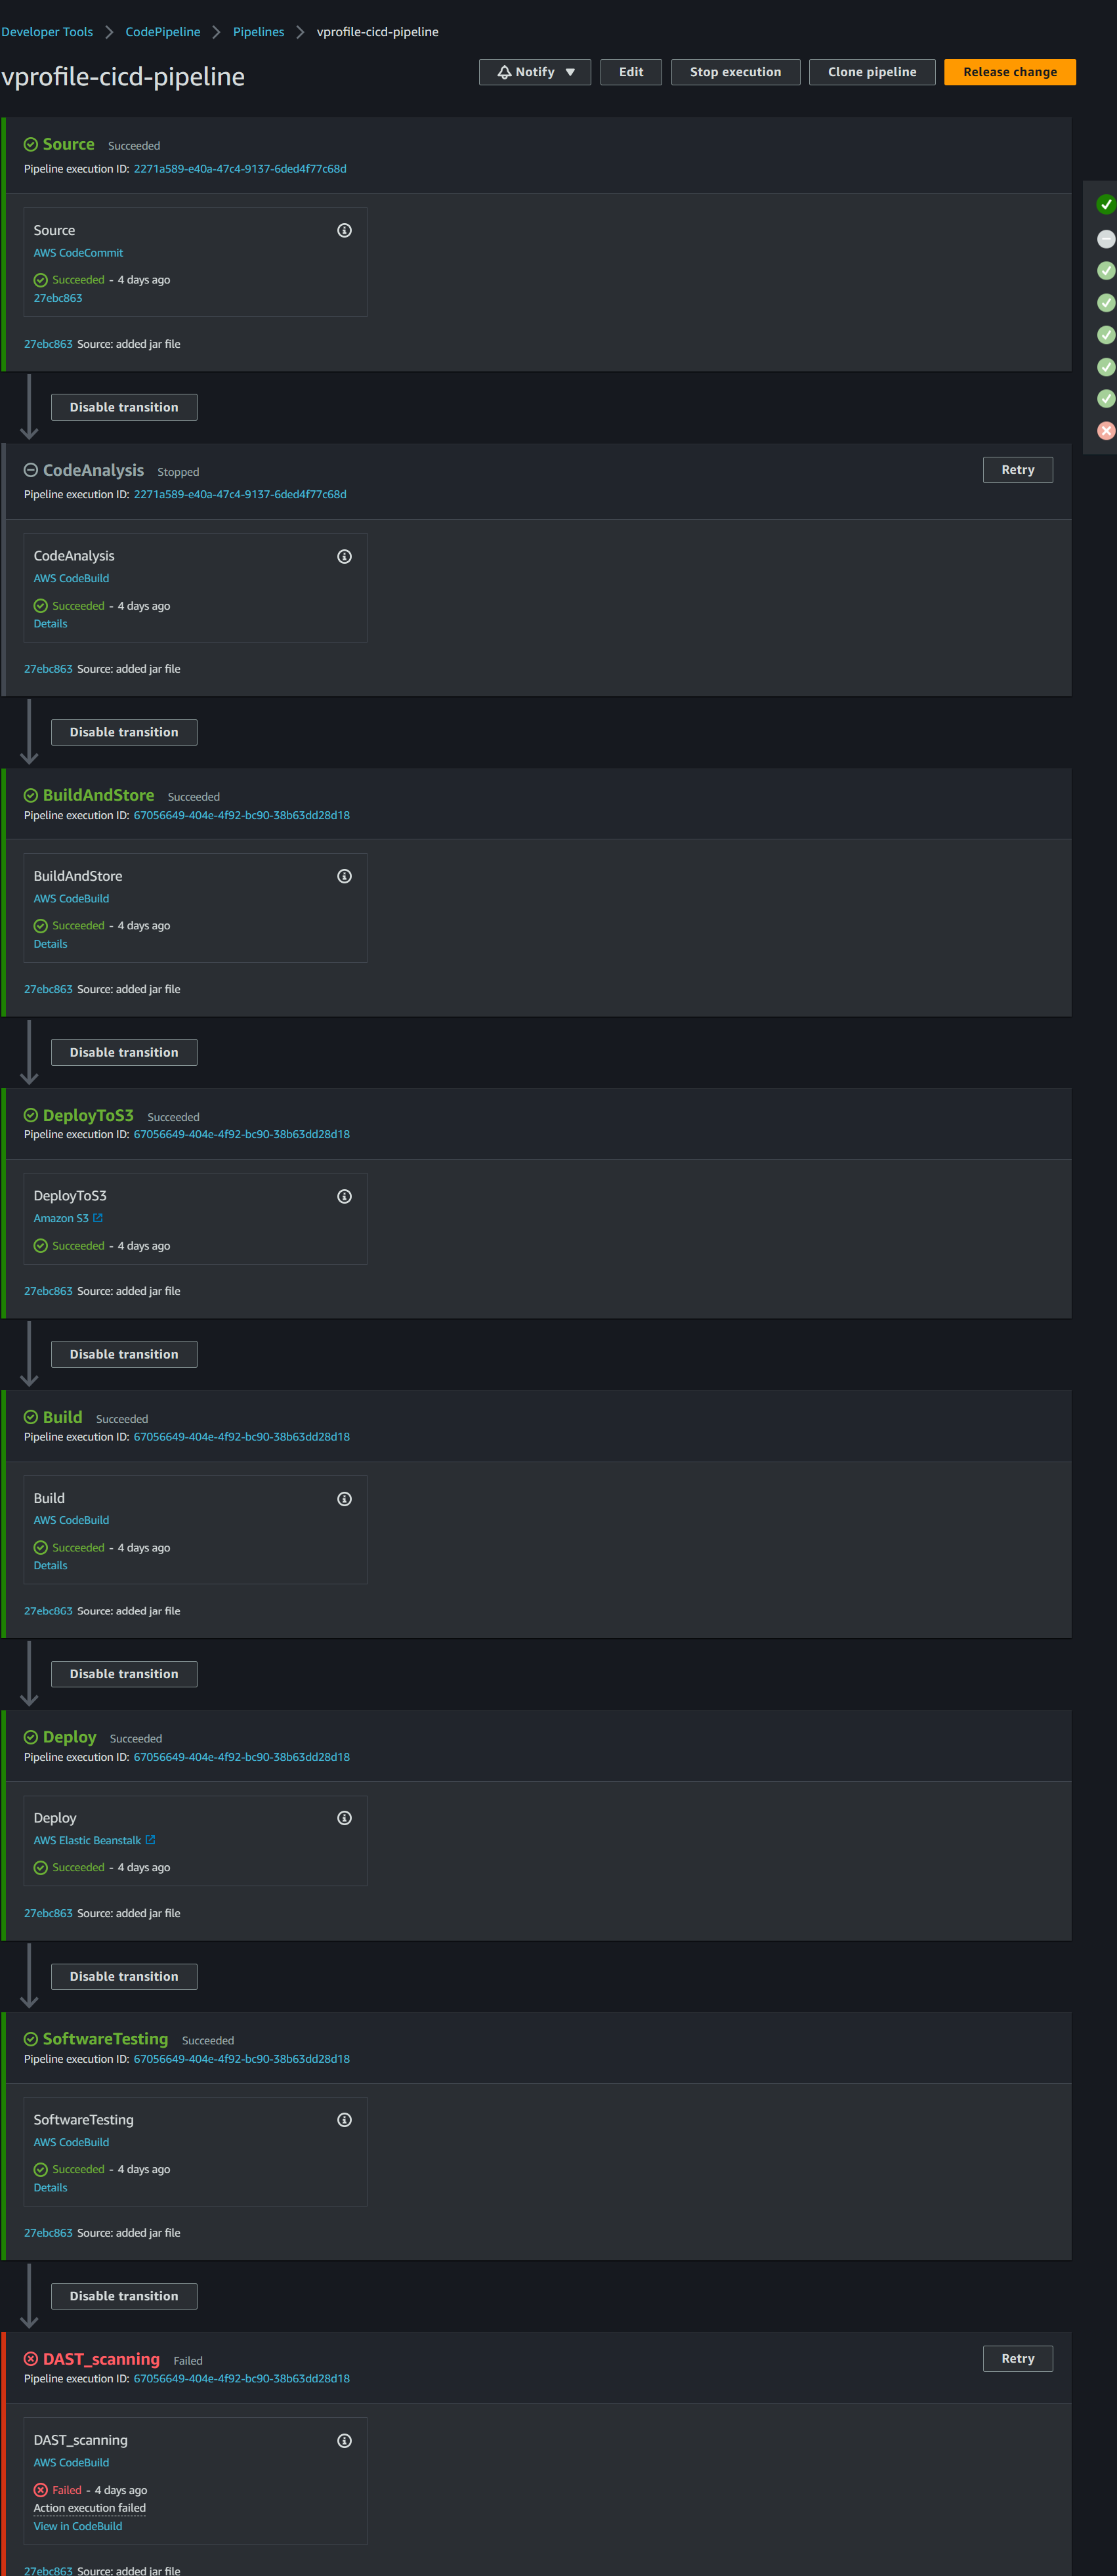 Developer Tools > CodePipeline > Pipelines > vprofile-cicd-pipeline
vprofile-cicd-pipeline
Notify Edit Stop execution Clone pipeline Release change
Source Succeeded
Pipeline execution ID: 2271a589-e40a-47c4-9137-6ded4f77c68d
Source
AWS CodeCommit
Succeeded - 4 days ago
27ebc863
27ebc863 Source: added jar file
Disable transition
CodeAnalysis Stopped
Retry
Pipeline execution ID: 2271a589-e40a-47c4-9137-6ded4f77c68d
CodeAnalysis
AWS CodeBuild
Succeeded - 4 days ago
Details
27ebc863 Source: added jar file
Disable transition
BuildAndStore Succeeded
Pipeline execution ID: 67056649-404e-4f92-bc90-38b63dd28d18
BuildAndStore
AWS CodeBuild
Succeeded - 4 days ago
Details
27ebc863 Source: added jar file
Disable transition
DeployToS3 Succeeded
Pipeline execution ID: 67056649-404e-4f92-bc90-38b63dd28d18
DeployToS3
Amazon S3
Succeeded - 4 days ago
27ebc863 Source: added jar file
Disable transition
Build Succeeded
Pipeline execution ID: 67056649-404e-4f92-bc90-38b63dd28d18
Build
AWS CodeBuild
Succeeded - 4 days ago
Details
27ebc863 Source: added jar file
Disable transition
Deploy Succeeded
Pipeline execution ID: 67056649-404e-4f92-bc90-38b63dd28d18
Deploy
AWS Elastic Beanstalk
Succeeded - 4 days ago
27ebc863 Source: added jar file
Disable transition
SoftwareTesting Succeeded
Pipeline execution ID: 67056649-404e-4f92-bc90-38b63dd28d18
SoftwareTesting
AWS CodeBuild
Succeeded - 4 days ago
Details
27ebc863 Source: added jar file
Disable transition
DAST_scanning Failed
Retry
Pipeline execution ID: 67056649-404e-4f92-bc90-38b63dd28d18
DAST_scanning
AWS CodeBuild
Failed - 4 days ago
Action execution failed
View in CodeBuild
27ebc863 Source: added jar file